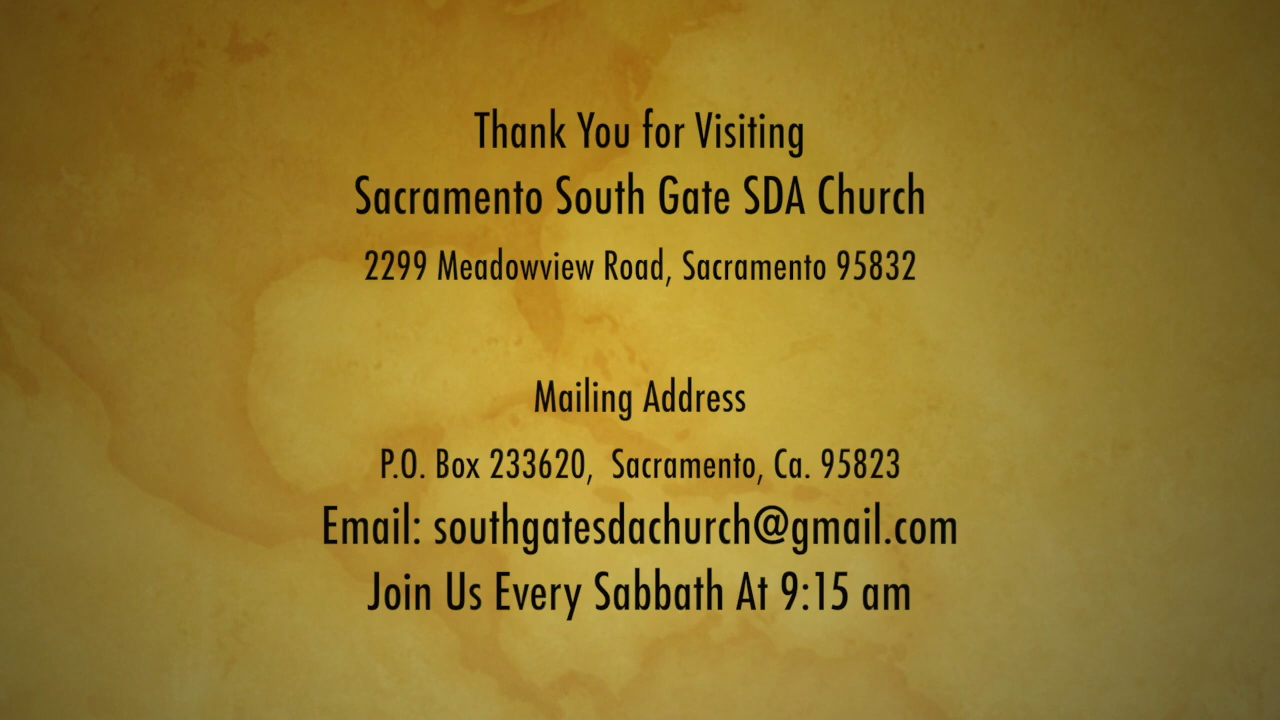 Thank You for Visiting
Sacramento South Gate SDA Church
2299 Meadowview Road, Sacramento 95832
Mailing Address
P.O. Box 233620,  Sacramento, Ca. 95823
Email: southgatesdachurch@gmail.com
Join Us Every Sabbath At 9:15 am